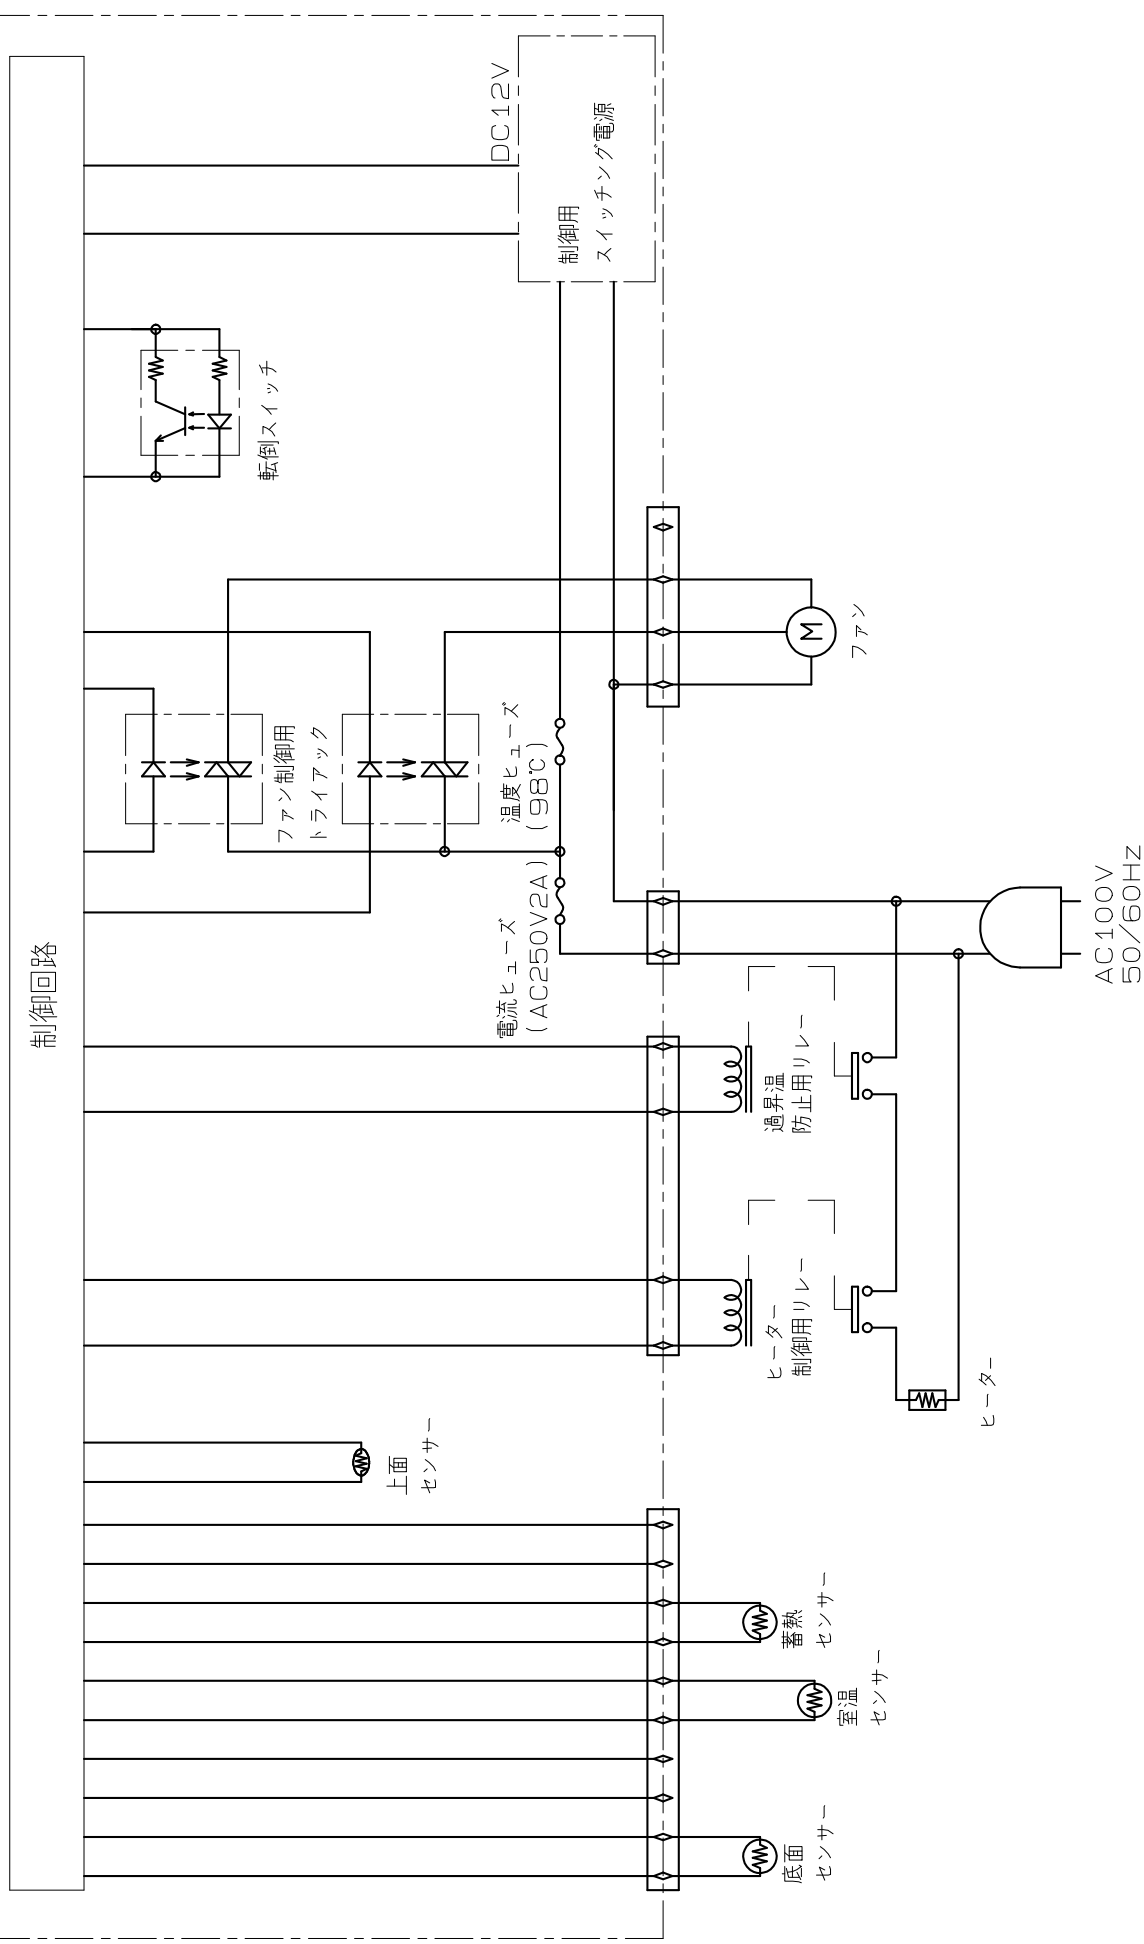 制御回路
DC12V
制御用
スイッチング電源
転倒スイッチ
ファン制御用
トライアック
温度ヒューズ
(98℃)
電流ヒューズ
(AC250V2A)
M
ファン
AC100V
50/60Hz
過昇温
防止用リレー
ヒーター
制御用リレー
ヒーター
上面
センサー
蓄熱
センサー
室温
センサー
底面
センサー